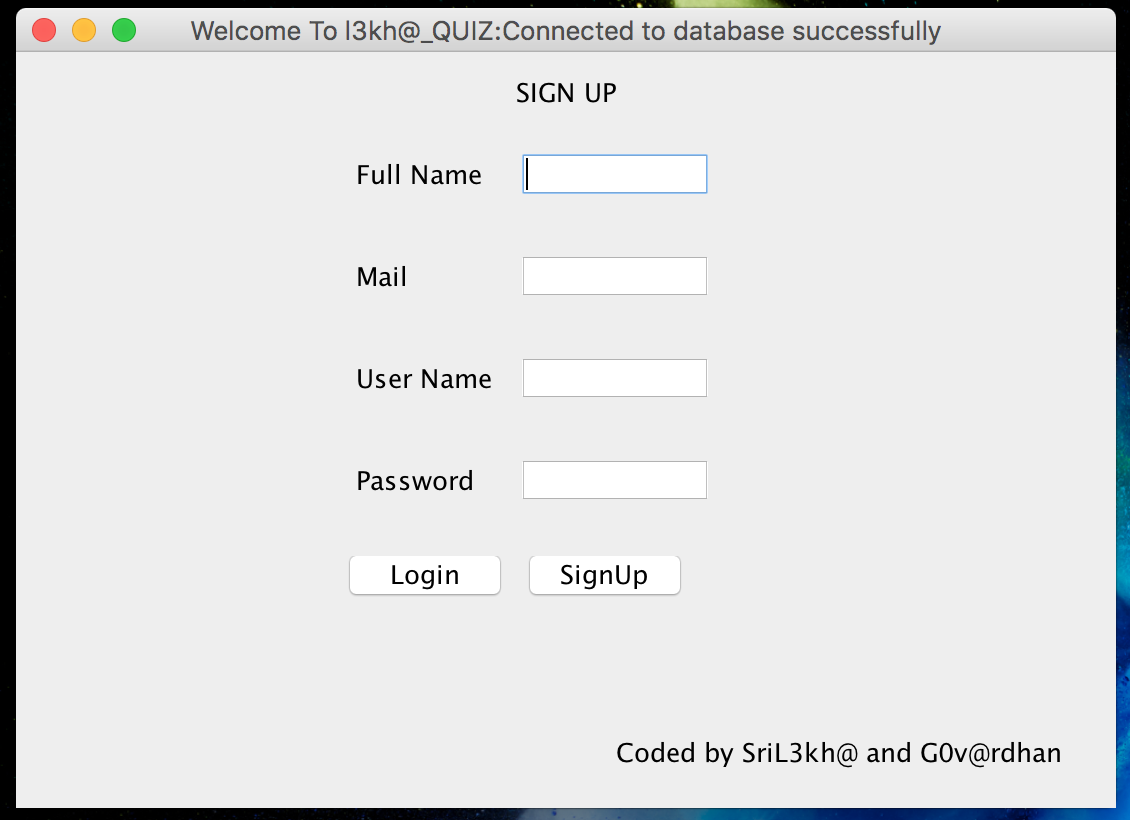 Welcome To l3kh@_QUIZ:Connected to database successfully
SIGN UP
Full Name
Mail
User Name
Password
Login SignUp
Coded by SriL3kh@ and G0v@rdhan